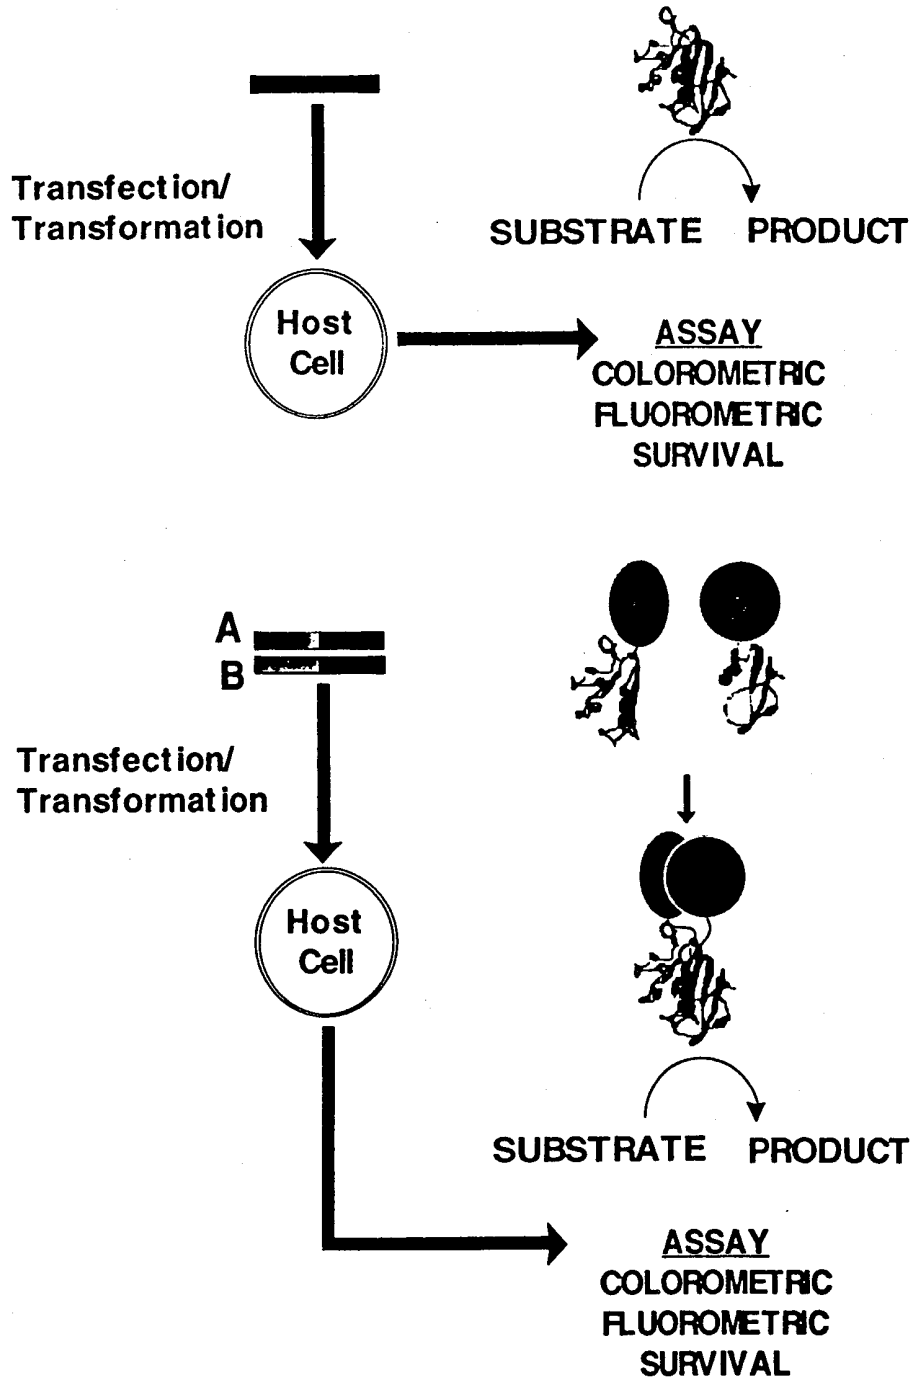 Transfection/
Transformation
SUBSTRATE PRODUCT
Host
Cell
ASSAY
COLOROMETRIC
FLUOROMETRIC
SURVIVAL
A
B
Transfection/
Transformation
Host
Cell
SUBSTRATE PRODUCT
ASSAY
COLOROMETRIC
FLUOROMETRIC
SURVIVAL